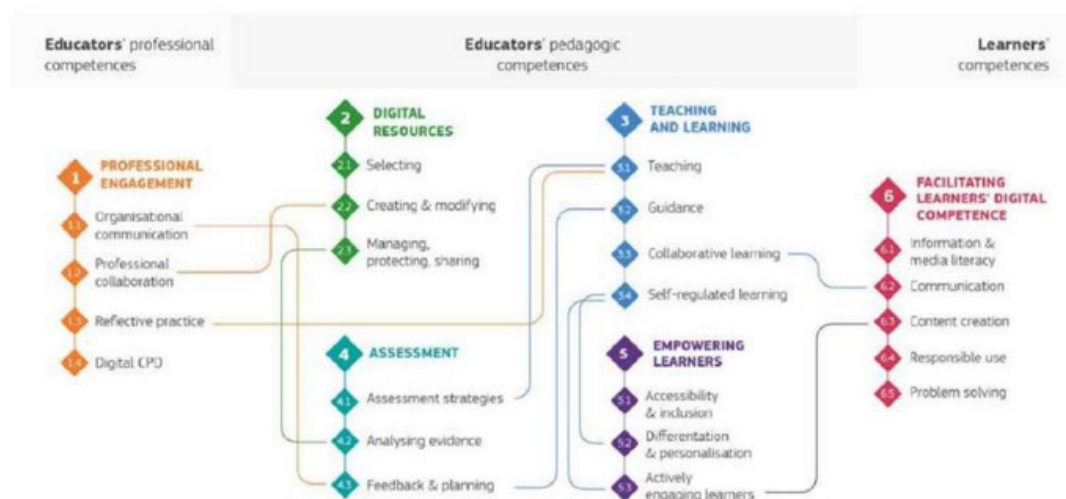 Educators' professional
competences
Educators' pedagogic
competences
Learners'
competences
1
PROFESSIONAL
ENGAGEMENT
1.1
Organisational
communication
1.2
Professional
collaboration
1.3
Reflective practice
1.4
Digital CPD
2
DIGITAL
RESOURCES
2.1
Selecting
2.2
Creating & modifying
2.3
Managing,
protecting, sharing
4
ASSESSMENT
4.1
Assessment strategies
4.2
Analysing evidence
4.3
Feedback & planning
3
TEACHING
AND LEARNING
3.1
Teaching
3.2
Guidance
3.3
Collaborative learning
3.4
Self-regulated learning
5
EMPOWERING
LEARNERS
5.1
Accessibility
& inclusion
5.2
Differentation
& personalisation
5.3
Actively
engaging learners
6
FACILITATING
LEARNERS' DIGITAL
COMPETENCE
6.1
Information &
media literacy
6.2
Communication
6.3
Content creation
6.4
Responsible use
6.5
Problem solving